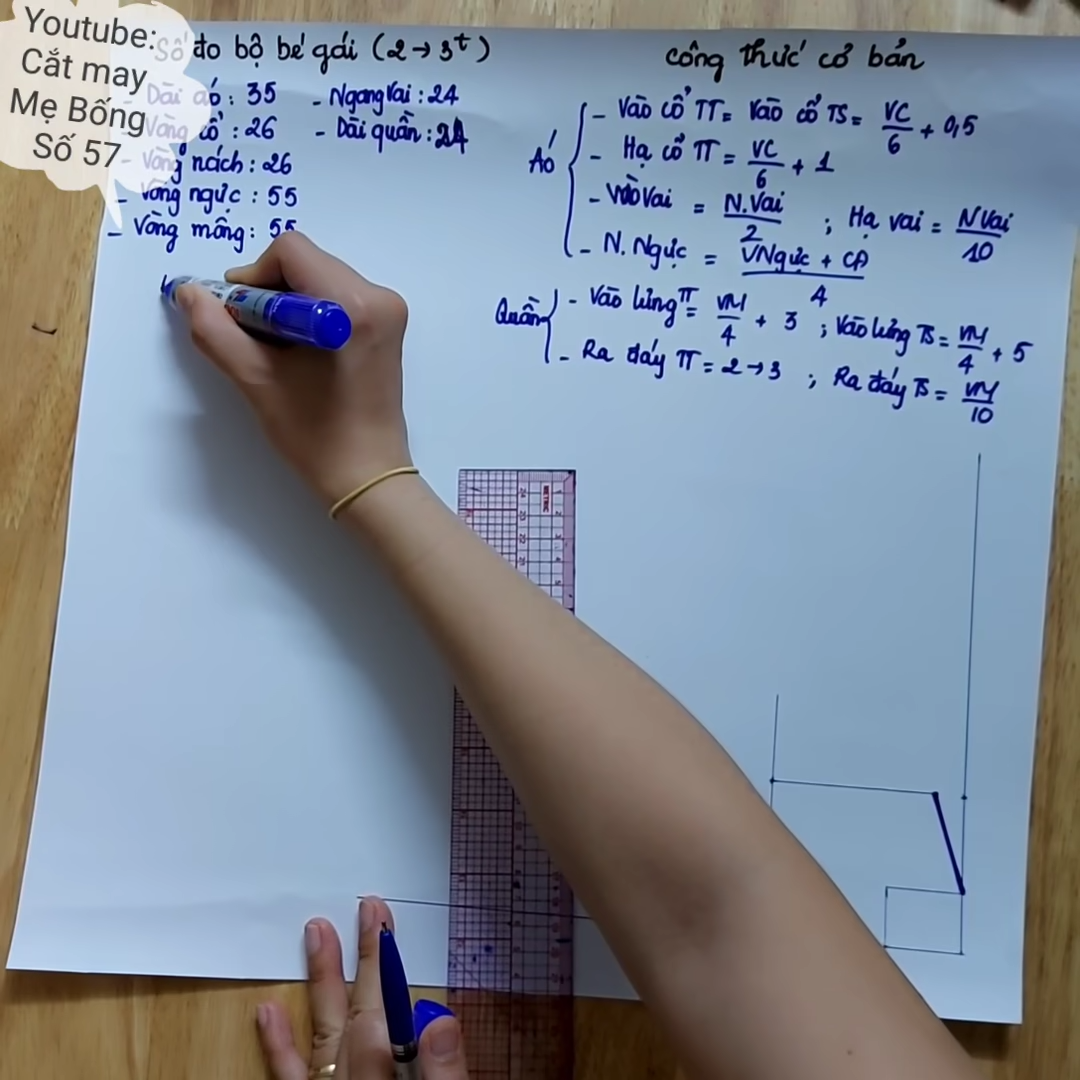 Youtube:
Cắt may
Mẹ Bống
Số 57
Số đo bộ bé gái (2→3t)
- Dài áo: 35
- Vòng cổ: 26
- Vòng nách: 26
- Vòng ngực: 55
- Vòng mông: 55
- Ngang vai: 24
- Dài quần: 24
công thức cơ bản
Áo
- Vào cổ TT = Vào cổ TS = VC/6 + 0,5
- Hạ cổ TT = VC/6 + 1
- Vào Vai = N.Vai/2 ; Hạ vai = NVai/10
- N. Ngực = VNgực + CĐ/4
Quần
- Vào lưng TT = VM/4 + 3 ; Vào lưng TS = VM/4 + 5
- Ra đáy TT = 2→3 ; Ra đáy TS = VM/10
METRIC